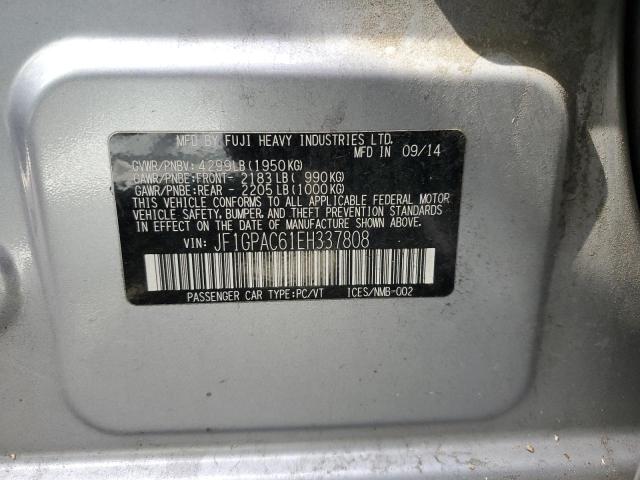 MFD BY FUJI HEAVY INDUSTRIES LTD.
MFD IN 09/14
GVWR/PNBV: 4299LB(1950KG)
GAWR/PNBE:FRONT- 2183 LB( 990KG)
GAWR/PNBE:REAR - 2205 LB(1000KG)
THIS VEHICLE CONFORMS TO ALL APPLICABLE FEDERAL MOTOR
VEHICLE SAFETY, BUMPER, AND THEFT PREVENTION STANDARDS
IN EFFECT ON THE DATE OF MANUFACTURE SHOWN ABOVE.
VIN: JF1GPAC61EH337808
PASSENGER CAR TYPE:PC/VT ICES/NMB-002